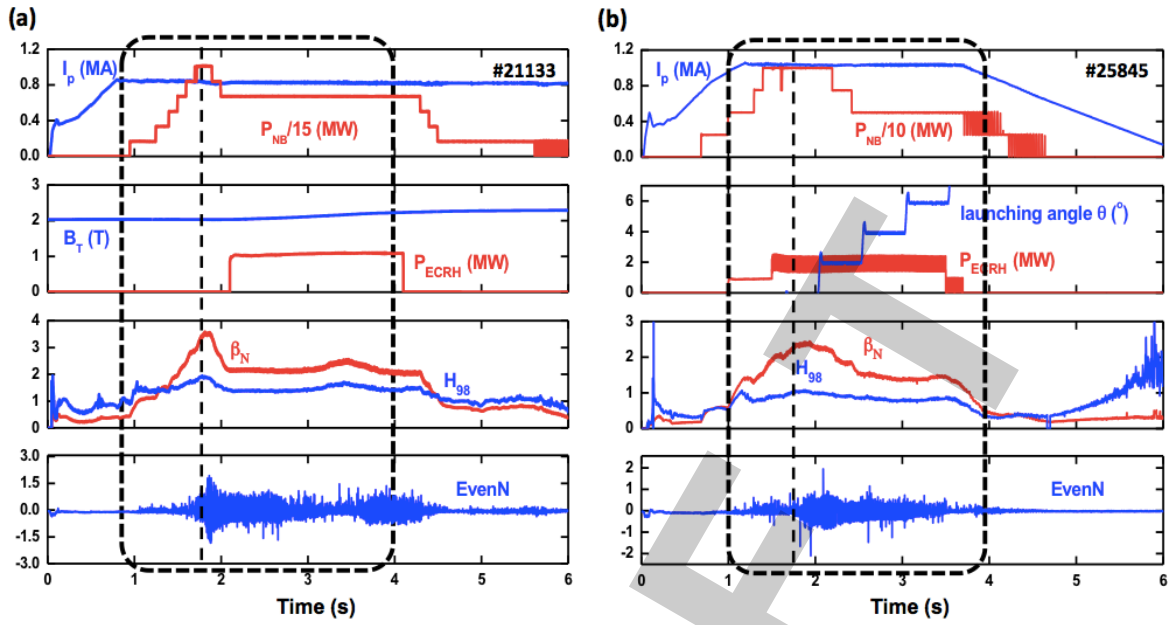 (a)
1.2
0.8
0.4
0.0
I_p (MA)
#21133
P_NB/15 (MW)
3
2
1
0
B_T (T)
P_ECRH (MW)
4
3
2
1
0
β_N
H_98
3.0
1.5
0.0
-1.5
-3.0
EvenN
0 1 2 3 4 5 6
Time (s)
(b)
1.2
0.8
0.4
0.0
I_p (MA)
#25845
P_NB/10 (MW)
6
4
2
0
launching angle θ (°)
P_ECRH (MW)
3
2
1
0
β_N
H_98
2
1
0
-1
-2
EvenN
0 1 2 3 4 5 6
Time (s)